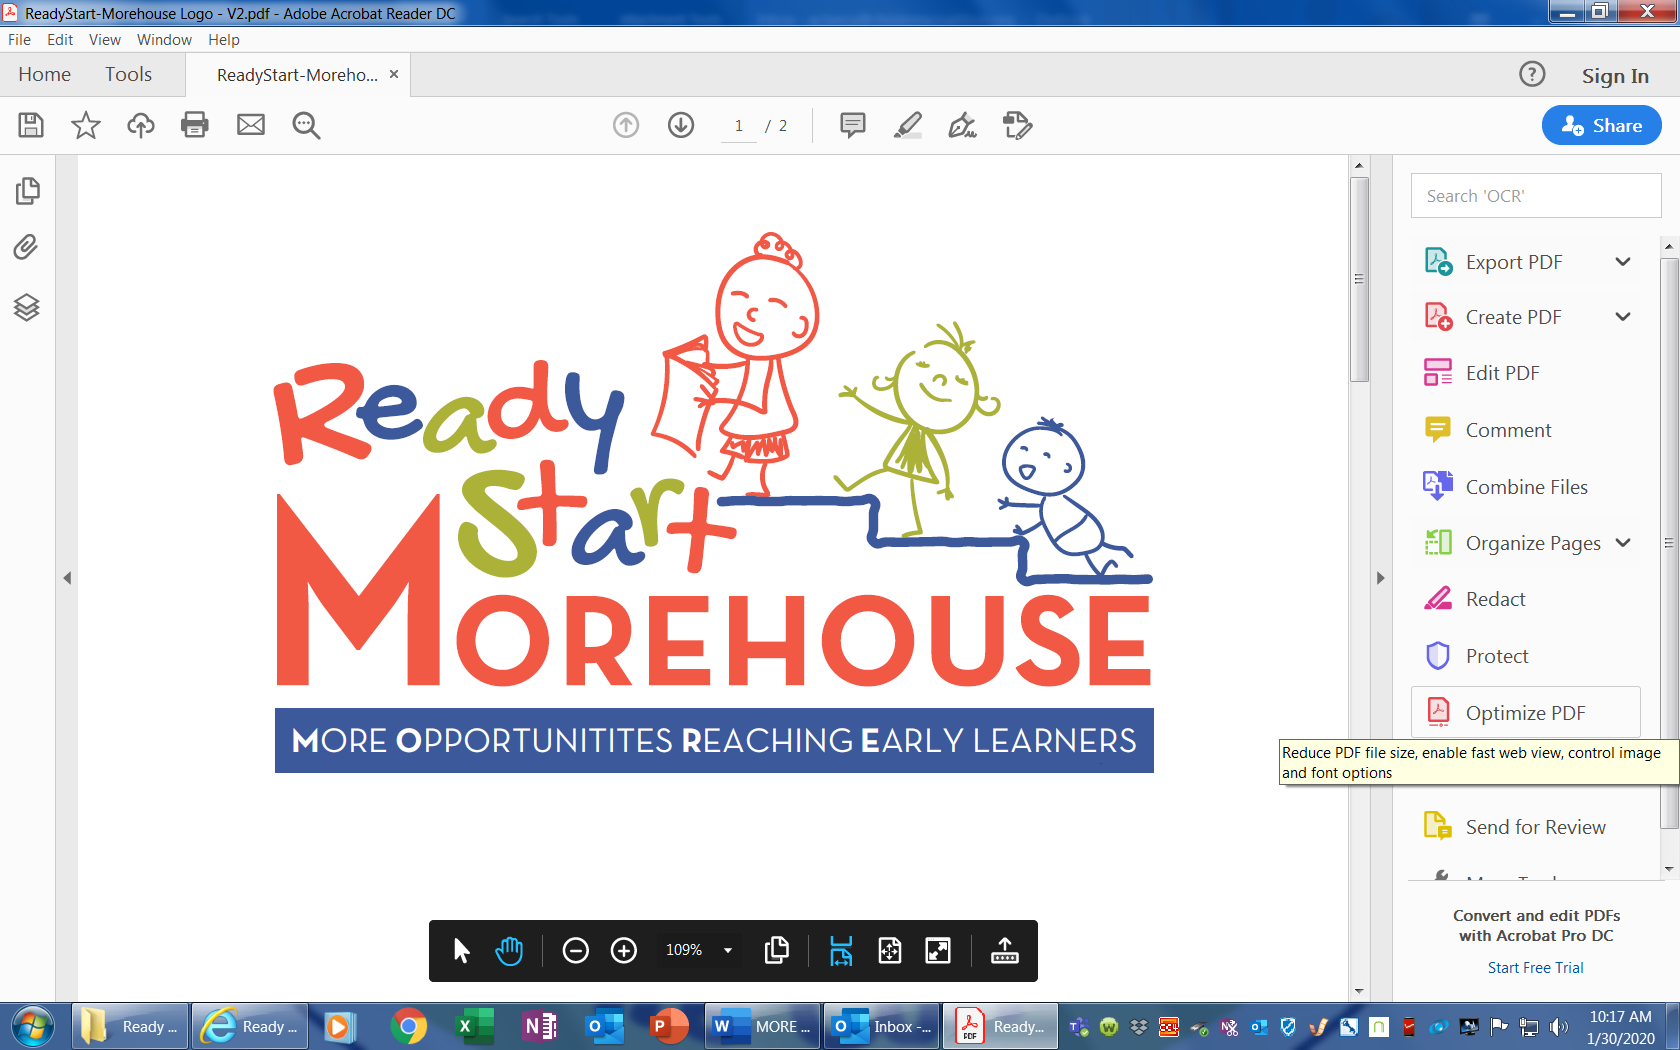 ReadyStart-Morehouse Logo - V2.pdf - Adobe Acrobat Reader DC
File Edit View Window Help
Home Tools ReadyStart-Moreho... ×
Sign In
1 / 2
Share
Search 'OCR'
Export PDF
Create PDF
Edit PDF
Comment
Combine Files
Organize Pages
Redact
Protect
Optimize PDF
Reduce PDF file size, enable fast web view, control image
and font options
Send for Review
Convert and edit PDFs
with Acrobat Pro DC
Start Free Trial
Ready
Start
MOREHOUSE
MORE OPPORTUNITITES REACHING EARLY LEARNERS
109%
Ready ... Ready ... MORE ... Inbox -... Ready...
10:17 AM
1/30/2020